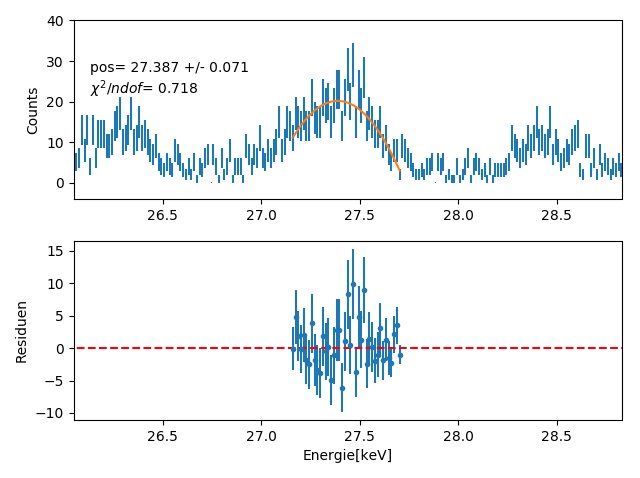 40
30
20
10
0
Counts
pos= 27.387 +/- 0.071
χ²/ndof= 0.718
26.5 27.0 27.5 28.0 28.5
15
10
5
0
−5
−10
Residuen
26.5 27.0 27.5 28.0 28.5
Energie[keV]